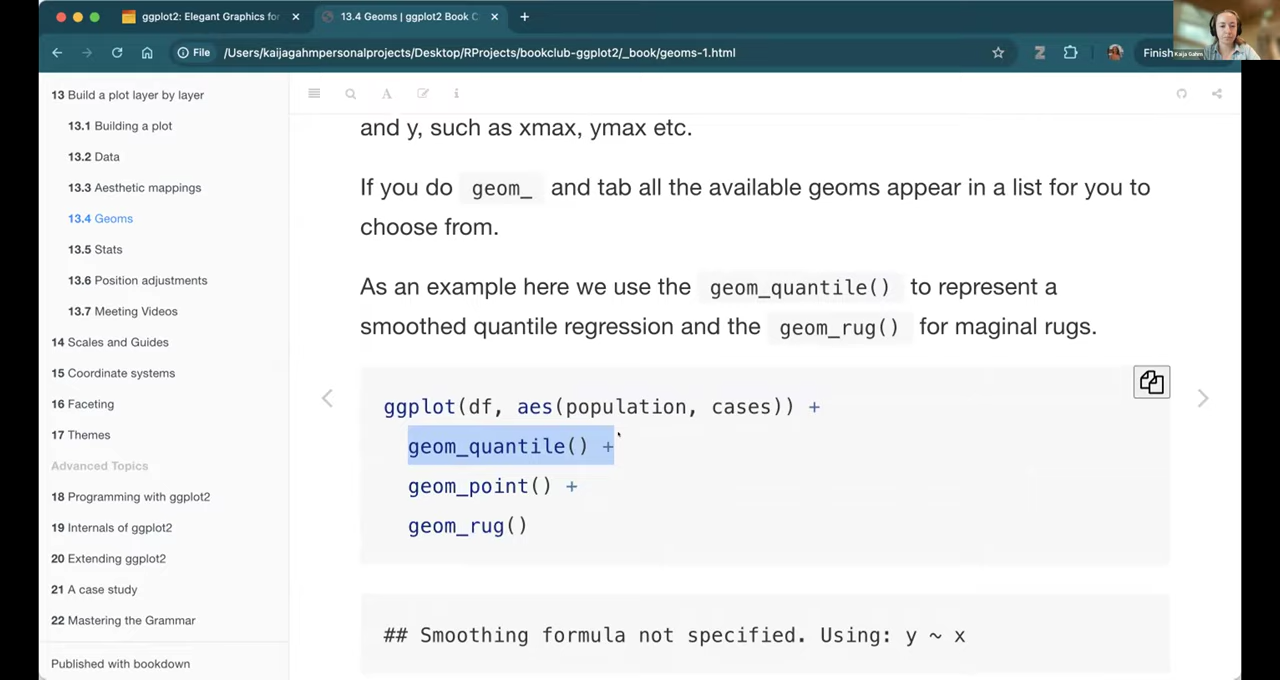 ggplot2: Elegant Graphics for
13.4 Geoms | ggplot2 Book C
File
/Users/kaijagahmpersonalprojects/Desktop/RProjects/bookclub-ggplot2/_book/geoms-1.html
Finish
Kaija Gahm
13 Build a plot layer by layer
13.1 Building a plot
13.2 Data
13.3 Aesthetic mappings
13.4 Geoms
13.5 Stats
13.6 Position adjustments
13.7 Meeting Videos
14 Scales and Guides
15 Coordinate systems
16 Faceting
17 Themes
Advanced Topics
18 Programming with ggplot2
19 Internals of ggplot2
20 Extending ggplot2
21 A case study
22 Mastering the Grammar
Published with bookdown
and y, such as xmax, ymax etc.
If you do geom_ and tab all the available geoms appear in a list for you to
choose from.
As an example here we use the geom_quantile() to represent a
smoothed quantile regression and the geom_rug() for maginal rugs.
ggplot(df, aes(population, cases)) +
geom_quantile() +
geom_point() +
geom_rug()
## Smoothing formula not specified. Using: y ~ x